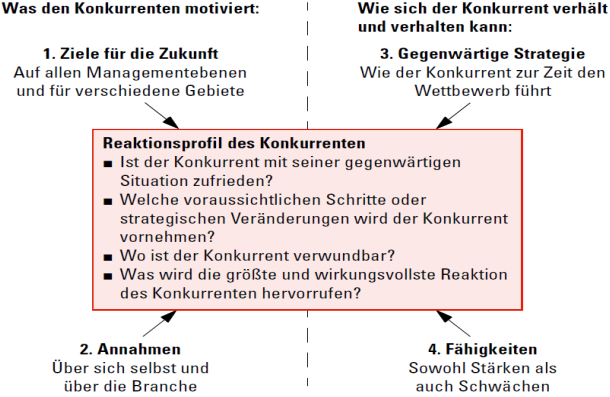 Was den Konkurrenten motiviert:
Wie sich der Konkurrent verhält
und verhalten kann:
1. Ziele für die Zukunft
Auf allen Managementebenen
und für verschiedene Gebiete
3. Gegenwärtige Strategie
Wie der Konkurrent zur Zeit den
Wettbewerb führt
Reaktionsprofil des Konkurrenten
■ Ist der Konkurrent mit seiner gegenwärtigen
Situation zufrieden?
■ Welche voraussichtlichen Schritte oder
strategischen Veränderungen wird der Konkurrent
vornehmen?
■ Wo ist der Konkurrent verwundbar?
■ Was wird die größte und wirkungsvollste Reaktion
des Konkurrenten hervorrufen?
2. Annahmen
Über sich selbst und
über die Branche
4. Fähigkeiten
Sowohl Stärken als
auch Schwächen